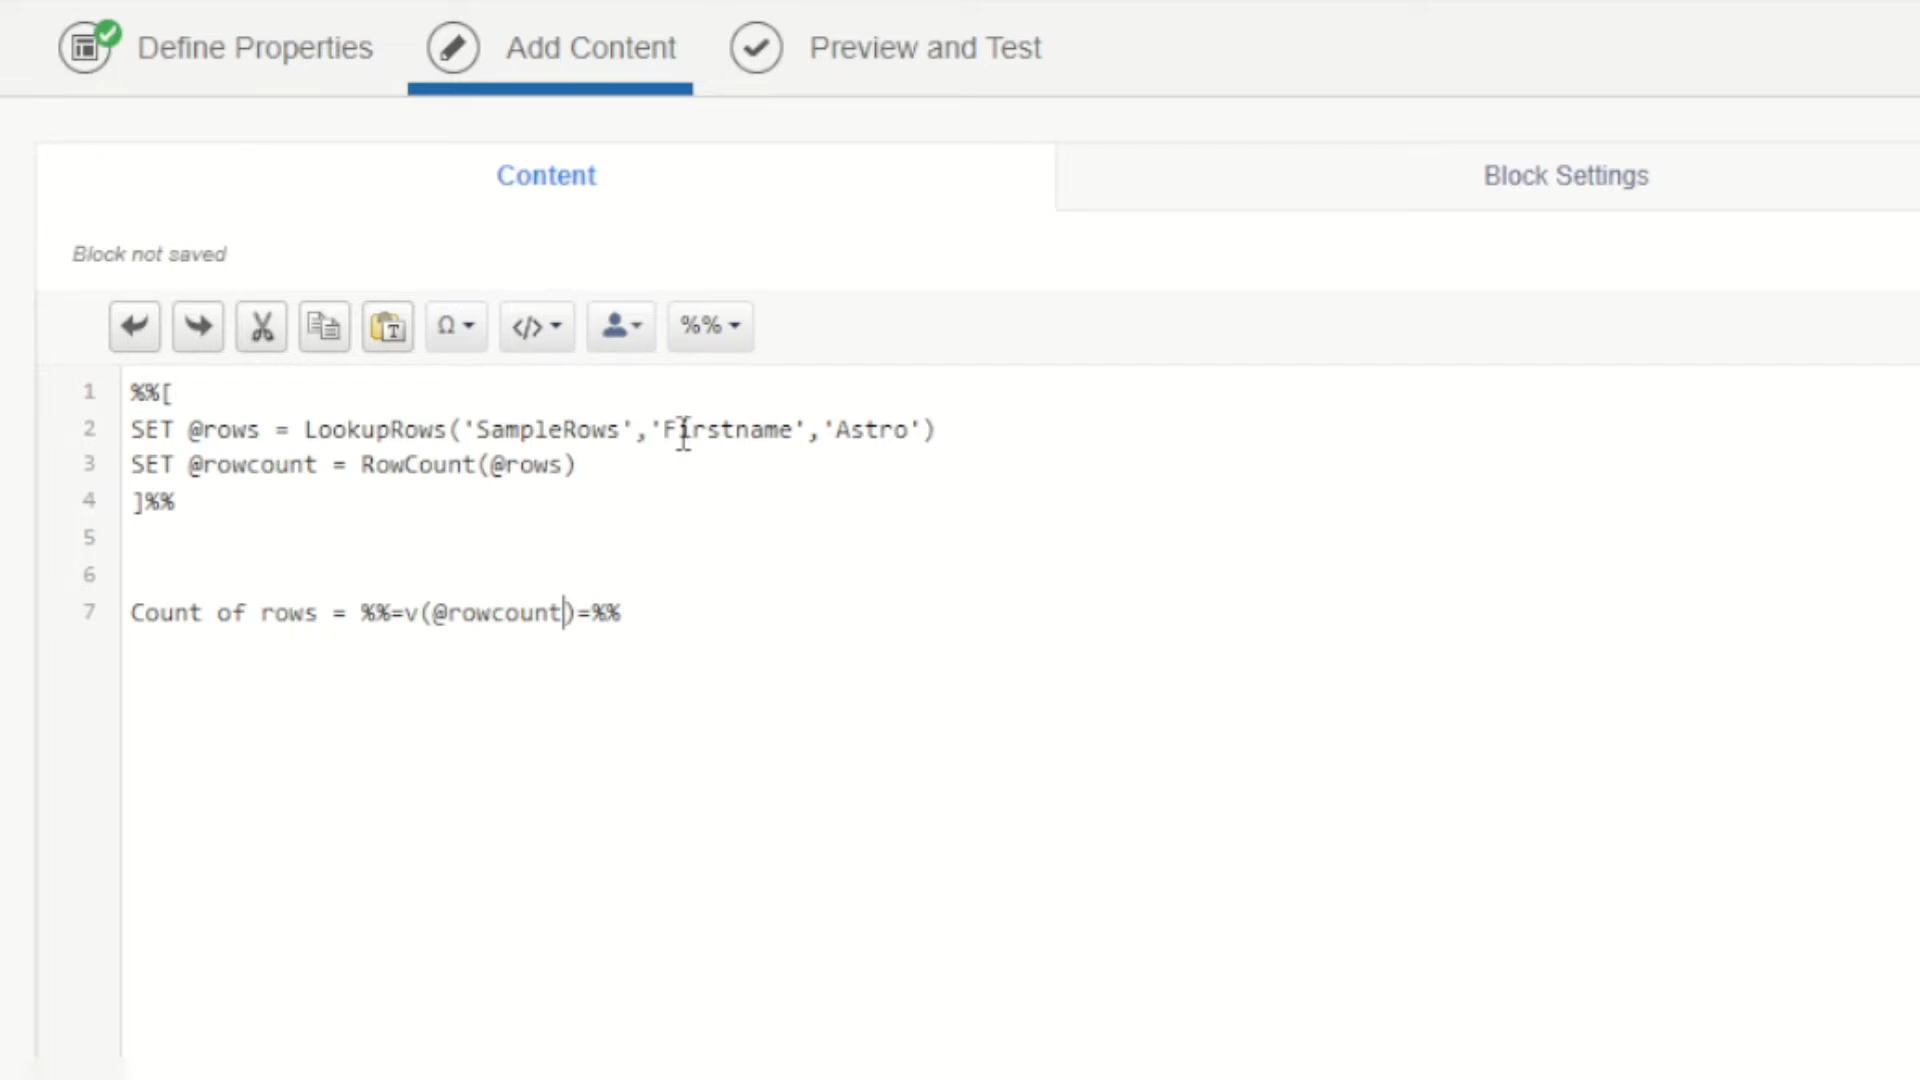 Define Properties
Add Content
Preview and Test
Content
Block Settings
Block not saved
Ω
</>
%%
1 %%[
2 SET @rows = LookupRows('SampleRows','Firstname','Astro')
3 SET @rowcount = RowCount(@rows)
4 ]%%
5
6
7 Count of rows = %%=v(@rowcount)=%%